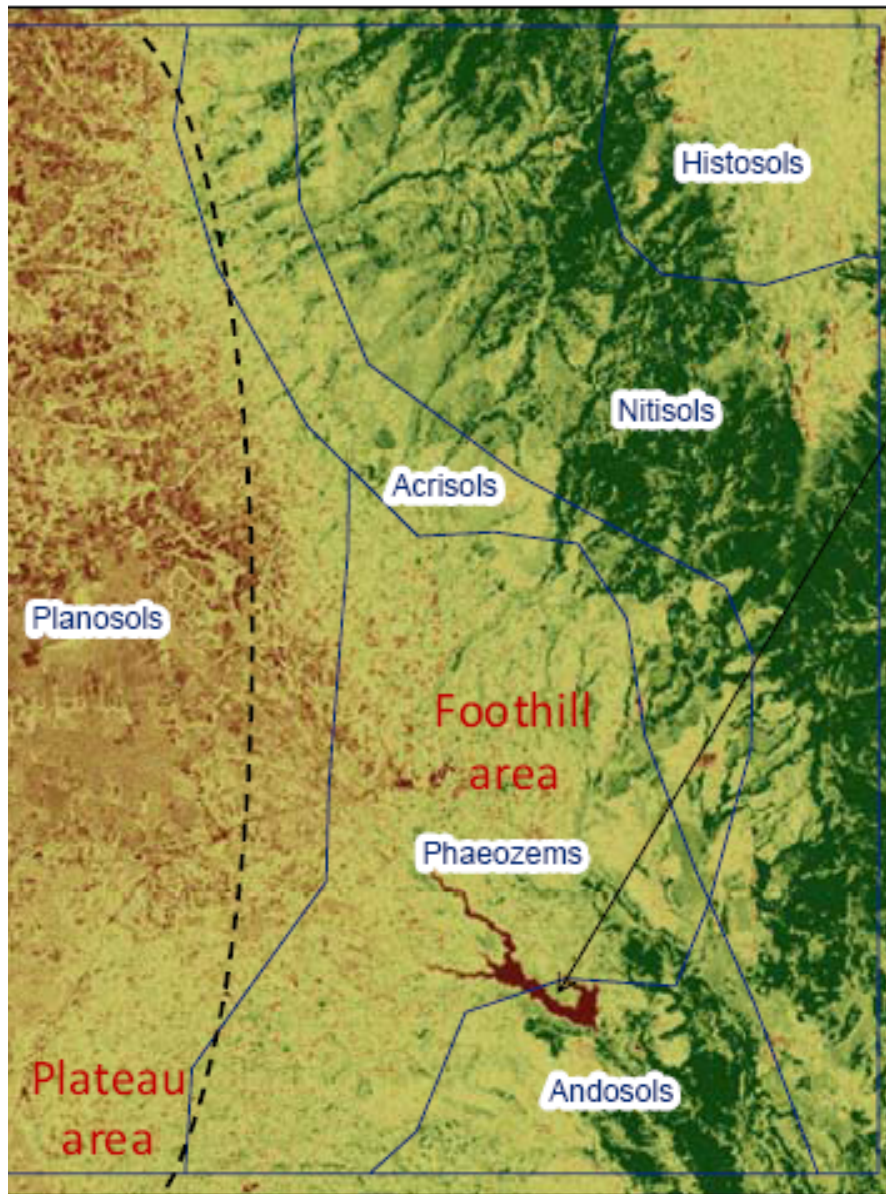 Histosols
Nitisols
Acrisols
Planosols
Foothill
area
Phaeozems
Plateau
area
Andosols